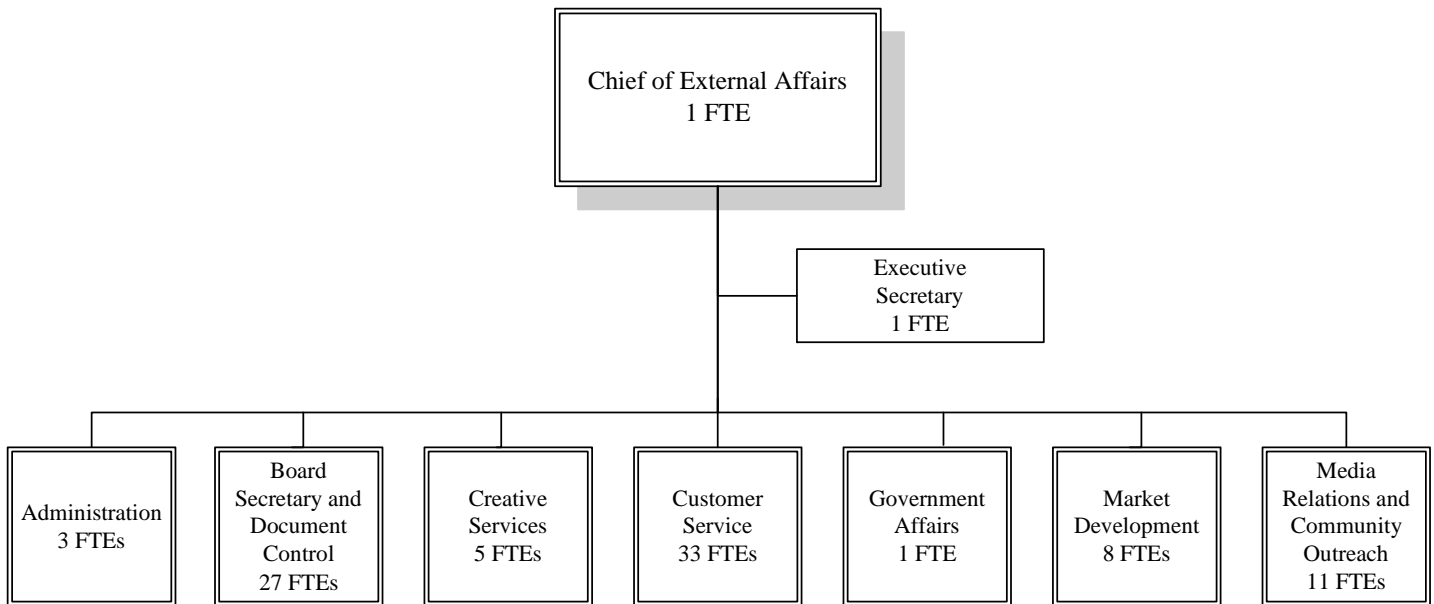 Chief of External Affairs
1 FTE
Executive
Secretary
1 FTE
Administration
3 FTEs
Board
Secretary and
Document
Control
27 FTEs
Creative
Services
5 FTEs
Customer
Service
33 FTEs
Government
Affairs
1 FTE
Market
Development
8 FTEs
Media
Relations and
Community
Outreach
11 FTEs